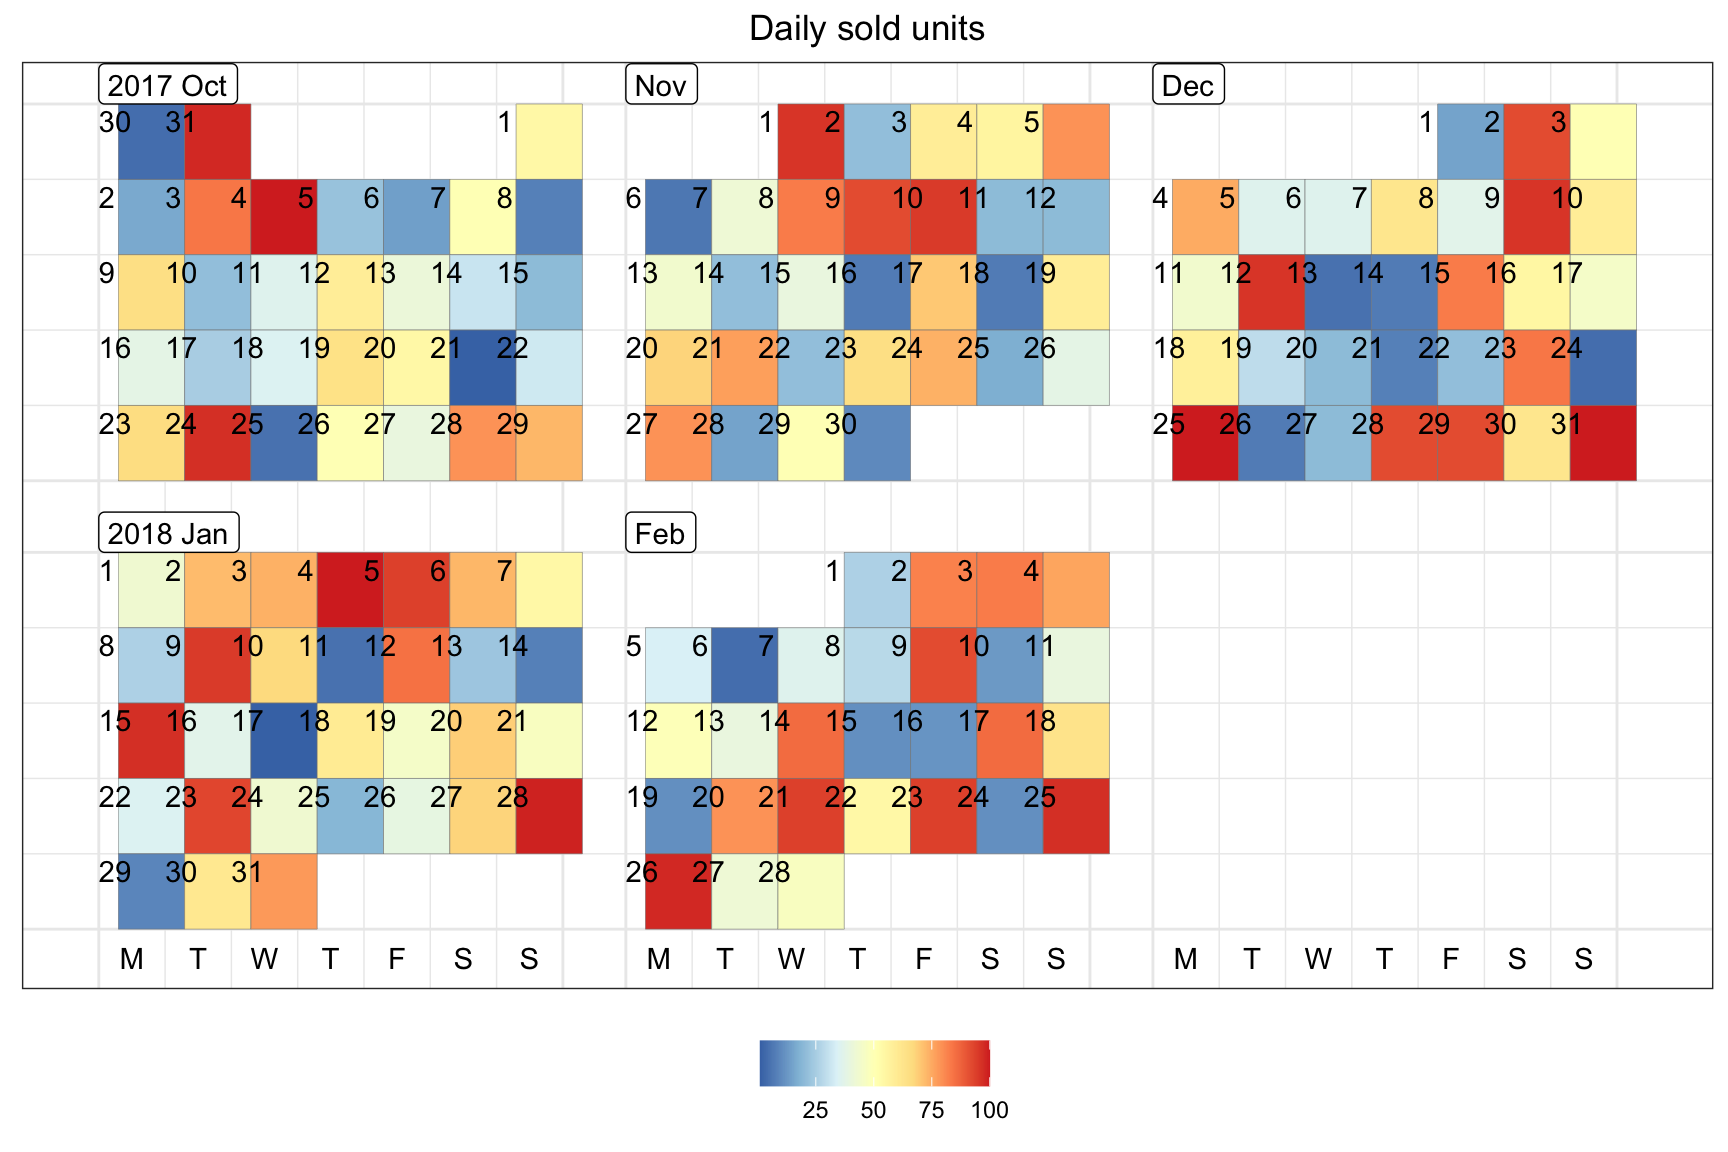 Daily sold units
2017 Oct Nov Dec
30 31 1 1 2 3 4 5 1 2 3
2 3 4 5 6 7 8 6 7 8 9 10 11 12 4 5 6 7 8 9 10
9 10 11 12 13 14 15 13 14 15 16 17 18 19 11 12 13 14 15 16 17
16 17 18 19 20 21 22 20 21 22 23 24 25 26 18 19 20 21 22 23 24
23 24 25 26 27 28 29 27 28 29 30 25 26 27 28 29 30 31
2018 Jan Feb
1 2 3 4 5 6 7 1 2 3 4
8 9 10 11 12 13 14 5 6 7 8 9 10 11
15 16 17 18 19 20 21 12 13 14 15 16 17 18
22 23 24 25 26 27 28 19 20 21 22 23 24 25
29 30 31 26 27 28
M T W T F S S M T W T F S S M T W T F S S
25 50 75 100